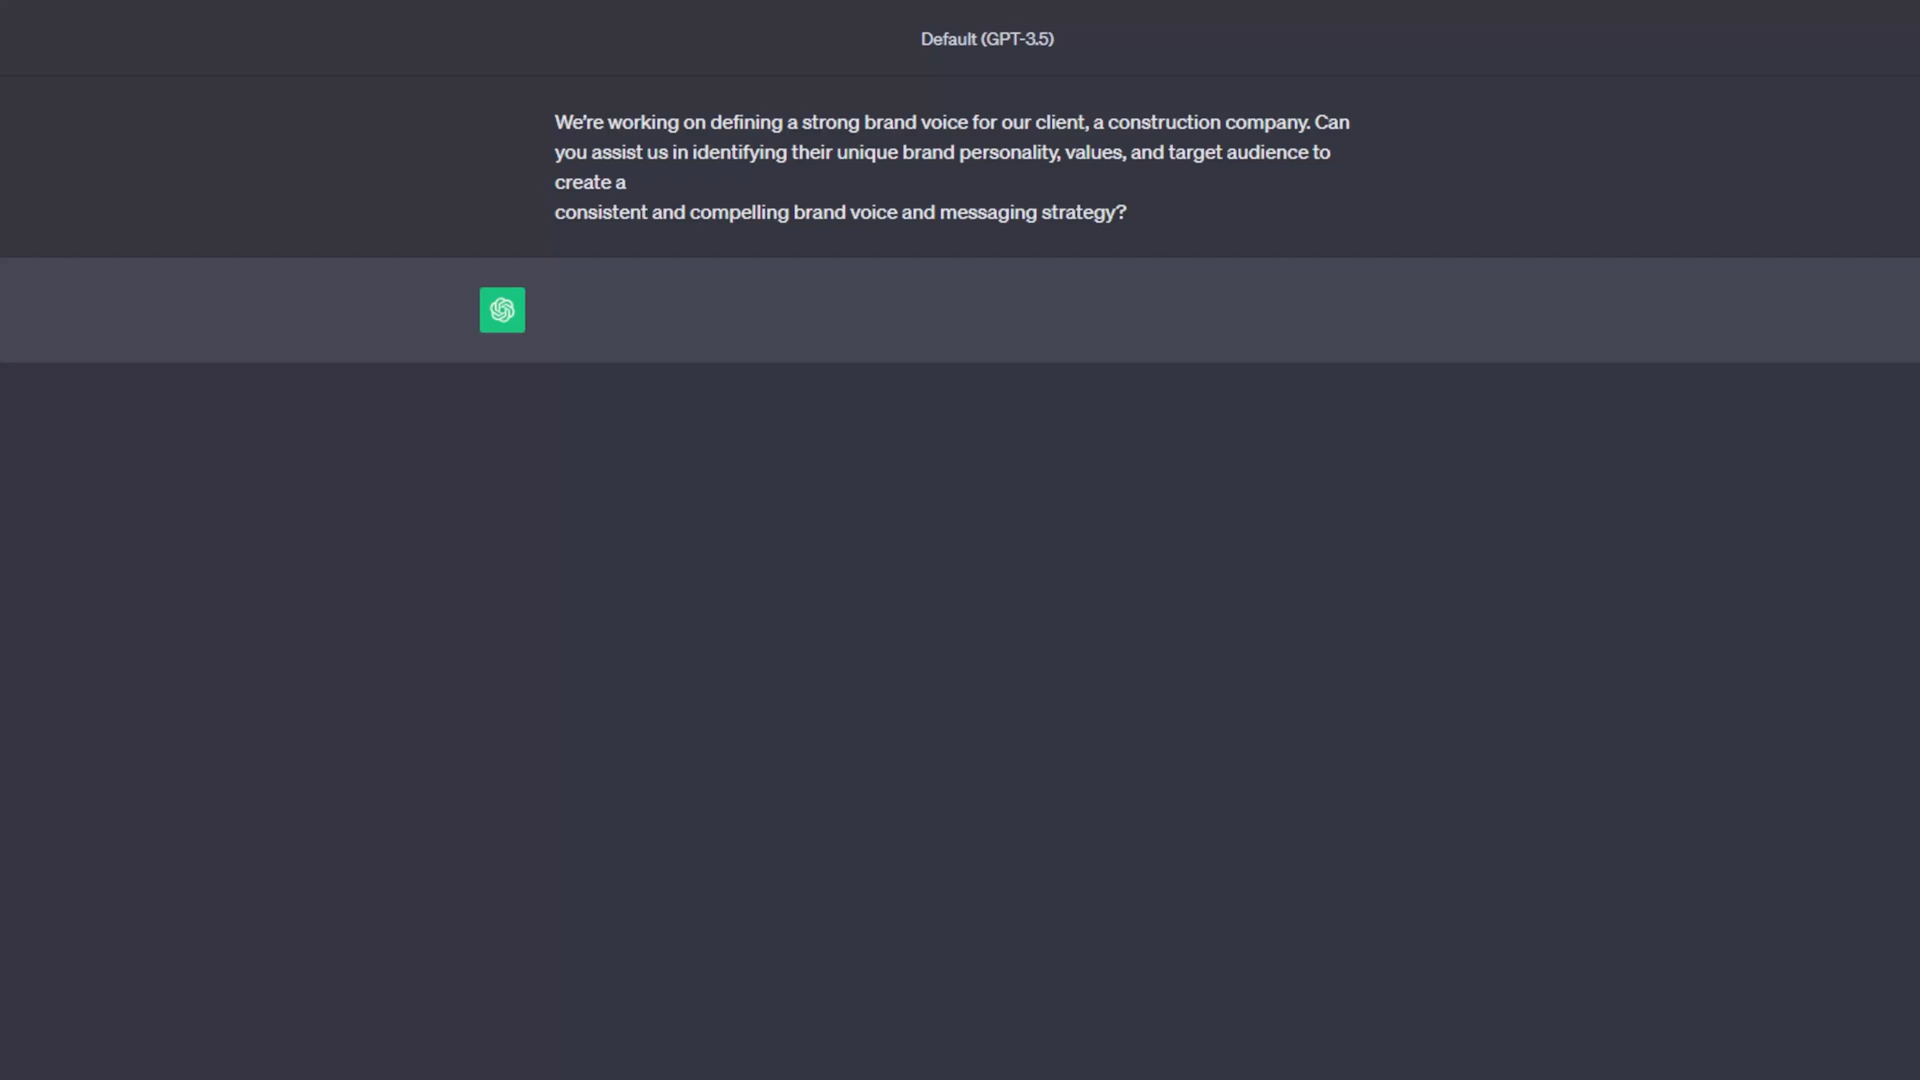 Default (GPT-3.5)
We're working on defining a strong brand voice for our client, a construction company. Can
you assist us in identifying their unique brand personality, values, and target audience to
create a
consistent and compelling brand voice and messaging strategy?